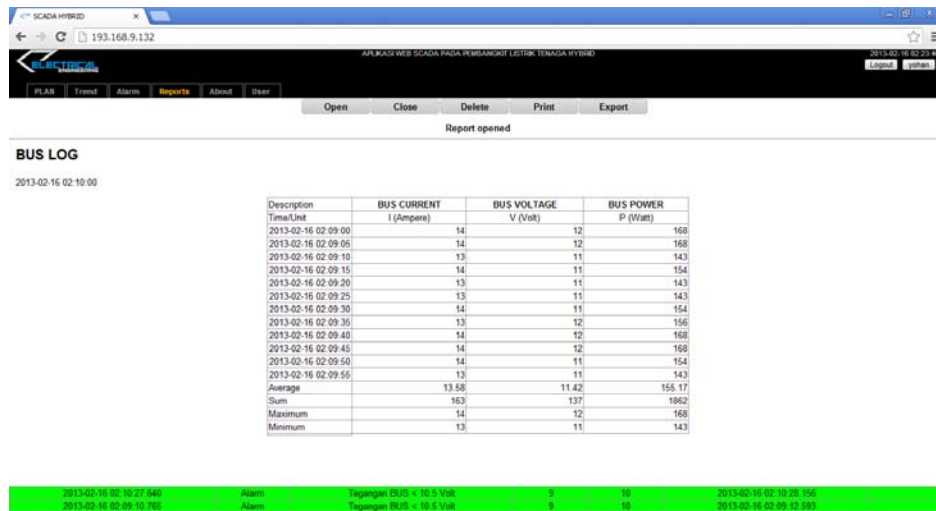 SCADA HYBRID
193.168.9.132
APLIKASI WEB SCADA PADA PEMBANGKIT LISTRIK TENAGA HYBRID
2013-02-16 02:23:4
ELECTRICAL
ENGINEERING
Logout yohan
PLAN Trend Alarm Reports About User
Open Close Delete Print Export
Report opened
BUS LOG
2013-02-16 02:10:00
Description BUS CURRENT BUS VOLTAGE BUS POWER
Time/Unit I (Ampere) V (Volt) P (Watt)
2013-02-16 02:09:00 14 12 168
2013-02-16 02:09:05 14 12 168
2013-02-16 02:09:10 13 11 143
2013-02-16 02:09:15 14 11 154
2013-02-16 02:09:20 13 11 143
2013-02-16 02:09:25 13 11 143
2013-02-16 02:09:30 14 11 154
2013-02-16 02:09:35 13 12 156
2013-02-16 02:09:40 14 12 168
2013-02-16 02:09:45 14 12 168
2013-02-16 02:09:50 14 11 154
2013-02-16 02:09:55 13 11 143
Average 13.58 11.42 155.17
Sum 163 137 1862
Maximum 14 12 168
Minimum 13 11 143
2013-02-16 02:10:27.640 Alarm Tegangan BUS < 10.5 Volt 9 10 2013-02-16 02:10:28.156
2013-02-16 02:09:10.765 Alarm Tegangan BUS < 10.5 Volt 9 10 2013-02-16 02:09:12.593